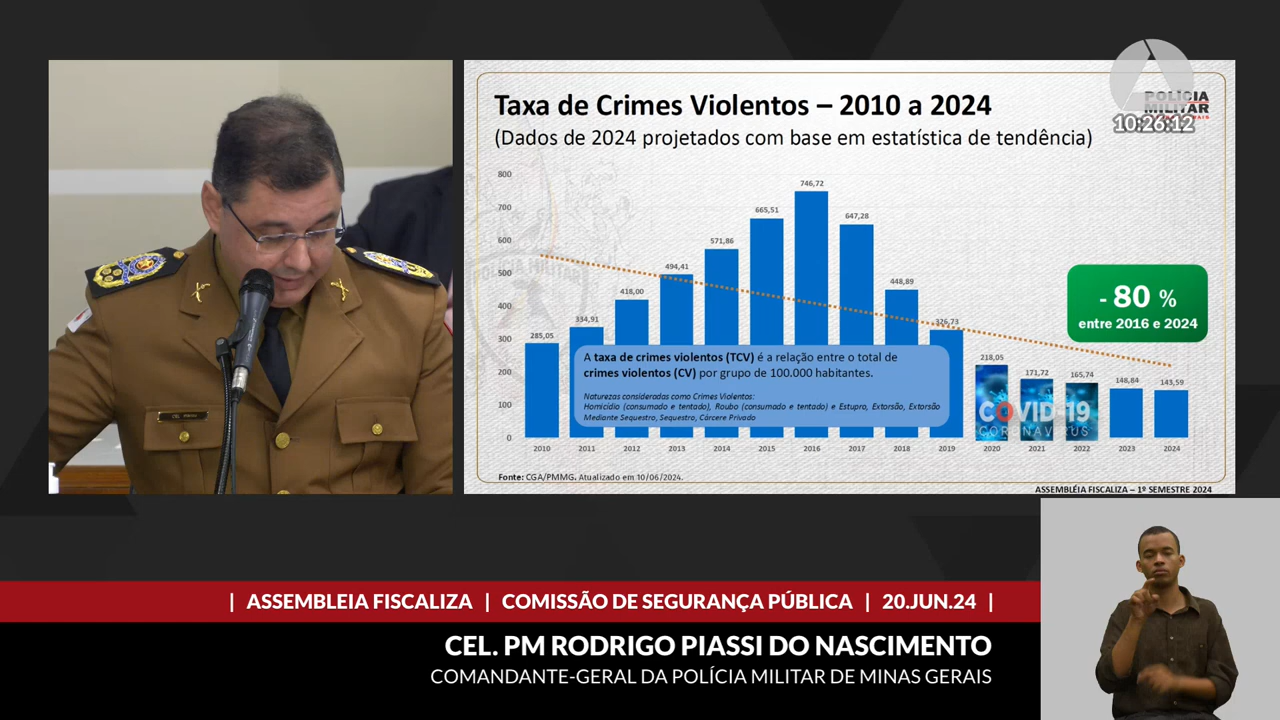 Taxa de Crimes Violentos – 2010 a 2024
(Dados de 2024 projetados com base em estatística de tendência)
POLÍCIA
MILITAR
10:26:12
800
700
600
500
400
300
200
100
0
285,05
334,91
418,00
494,41
571,86
665,51
746,72
647,28
448,89
326,73
218,05
171,72
165,74
148,84
143,59
- 80 %
entre 2016 e 2024
A taxa de crimes violentos (TCV) é a relação entre o total de
crimes violentos (CV) por grupo de 100.000 habitantes.
Naturezas consideradas como Crimes Violentos:
Homicídio (consumado e tentado), Roubo (consumado e tentado) e Estupro, Extorsão, Extorsão
Mediante Sequestro, Sequestro, Cárcere Privado
COVID-19
CORONAVÍRUS
2010 2011 2012 2013 2014 2015 2016 2017 2018 2019 2020 2021 2022 2023 2024
Fonte: CGA/PMMG. Atualizado em 10/06/2024.
ASSEMBLÉIA FISCALIZA – 1º SEMESTRE 2024
| ASSEMBLEIA FISCALIZA | COMISSÃO DE SEGURANÇA PÚBLICA | 20.JUN.24 |
CEL. PM RODRIGO PIASSI DO NASCIMENTO
COMANDANTE-GERAL DA POLÍCIA MILITAR DE MINAS GERAIS